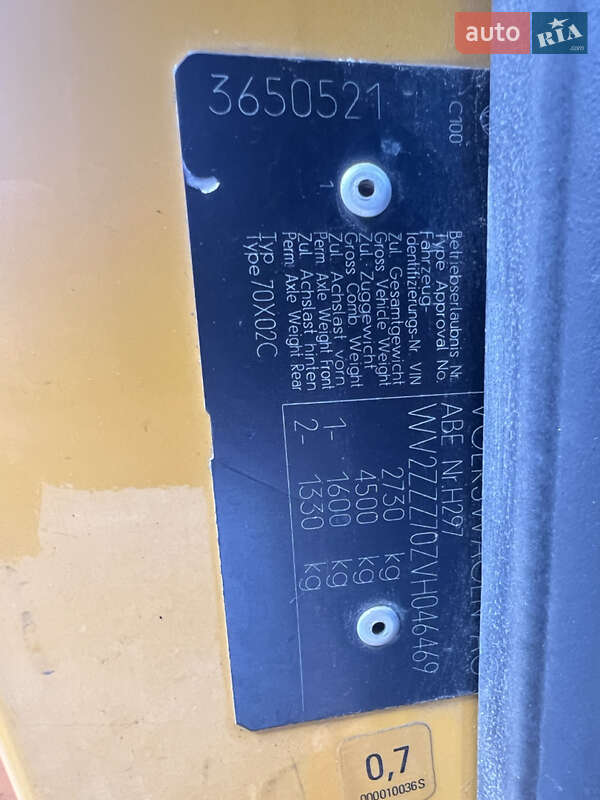 auto RIA
.com
3650521
C100
1
VOLKSWAGEN AG
Betriebserlaubnis Nr. ABE Nr.H297
Type Approval No.
Fahrzeug-
Identifizierungs-Nr. VIN WV2ZZZ70ZVH046469
Zul. Gesamtgewicht 2730 kg
Gross Vehicle Weight
Zul. Zuggewicht 4500 kg
Gross Comb Weight
Zul. Achslast vorn 1- 1600 kg
Perm. Axle Weight Front
Zul. Achslast hinten 2- 1330 kg
Perm. Axle Weight Rear
Typ 70X02C
Type
0,7
000010036S